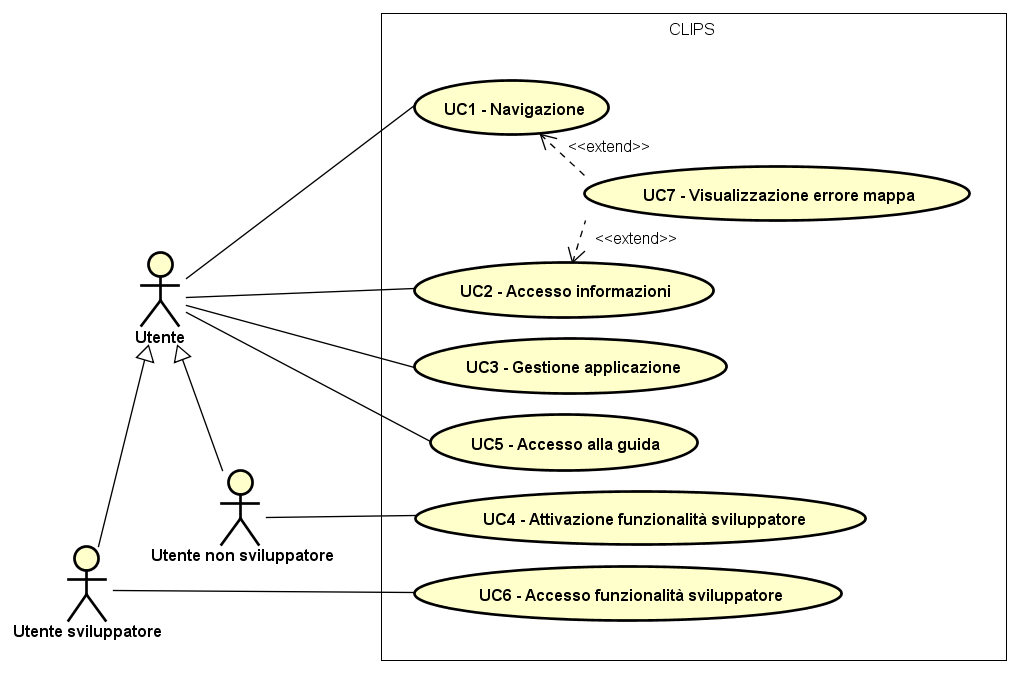 CLIPS
UC1 - Navigazione
<<extend>>
UC7 - Visualizzazione errore mappa
<<extend>>
UC2 - Accesso informazioni
Utente
UC3 - Gestione applicazione
UC5 - Accesso alla guida
UC4 - Attivazione funzionalità sviluppatore
Utente non sviluppatore
UC6 - Accesso funzionalità sviluppatore
Utente sviluppatore